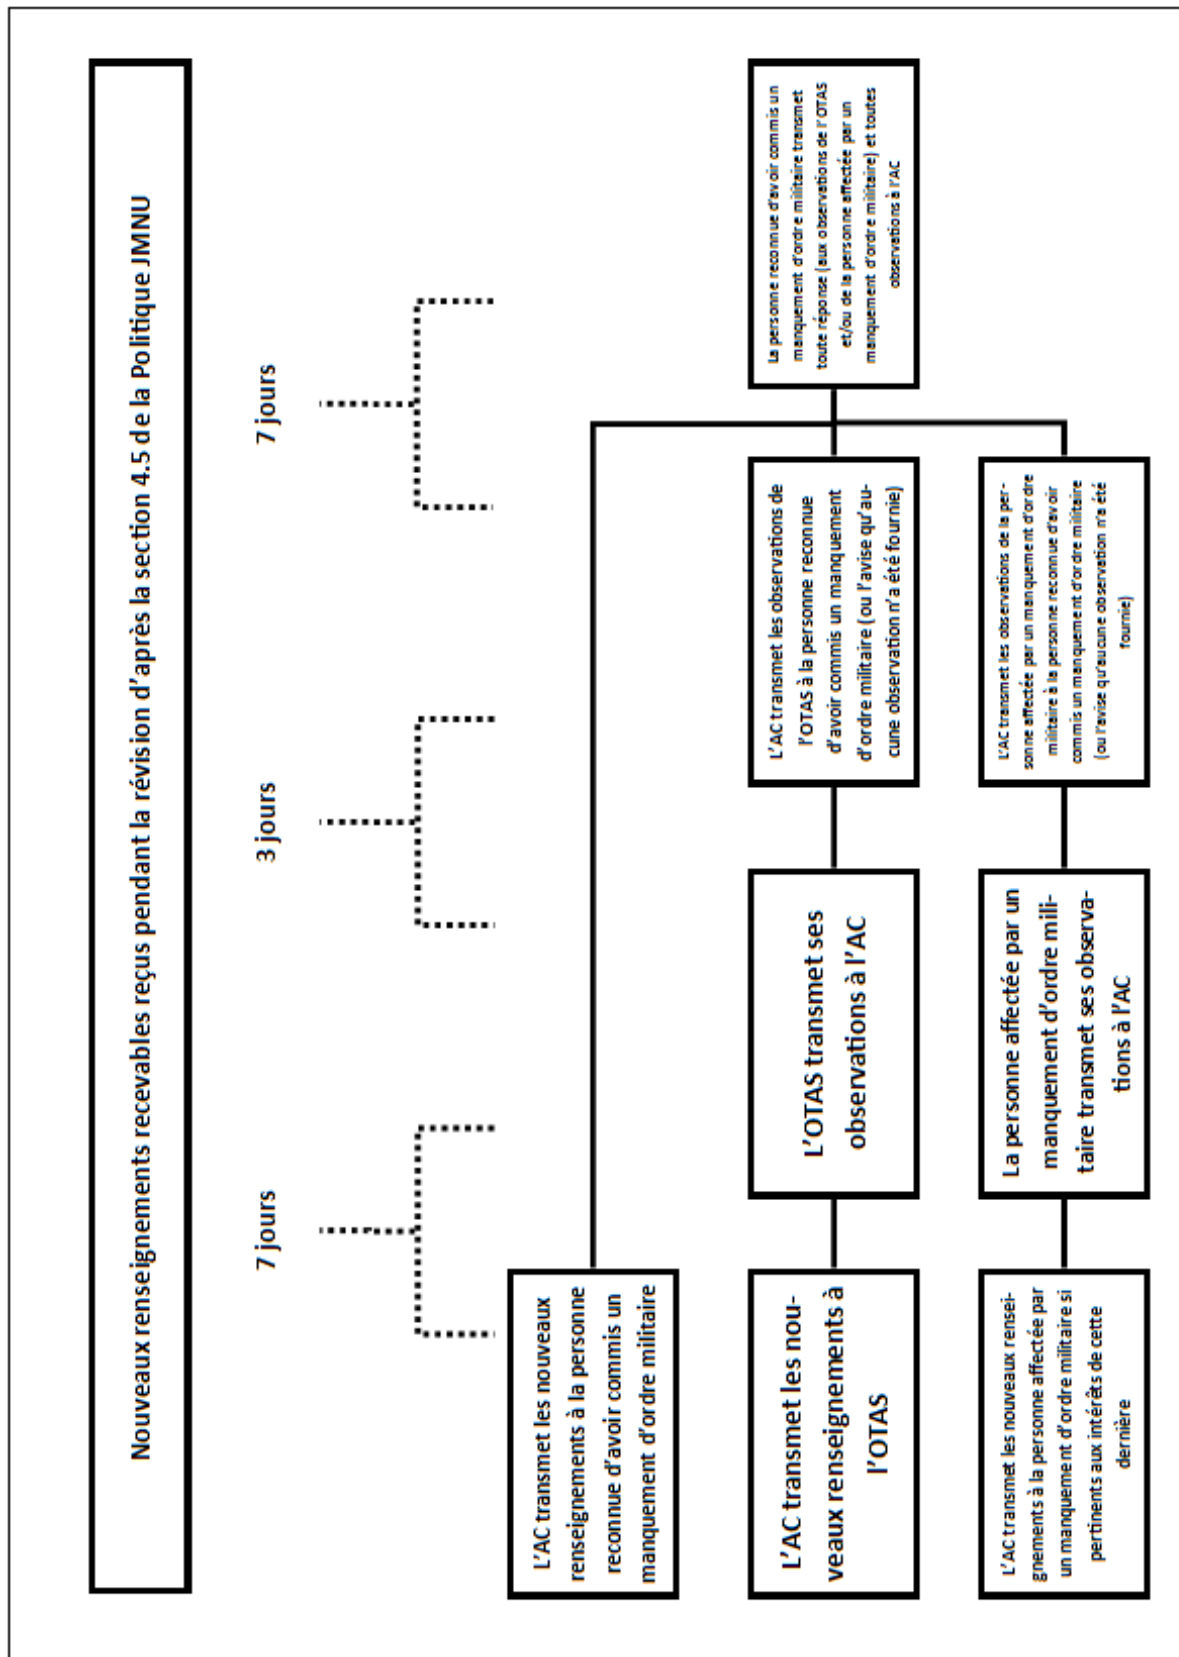 Nouveaux renseignements recevables reçus pendant la révision d’après la section 4.5 de la Politique JMNU
7 jours
3 jours
7 jours
L’AC transmet les nouveaux
renseignements à la personne
reconnue d’avoir commis un
manquement d’ordre militaire
L’AC transmet les nou-
veaux renseignements à
l’OTAS
L’OTAS transmet ses
observations à l’AC
L’AC transmet les observations de
l’OTAS à la personne reconnue
d’avoir commis un manquement
d’ordre militaire (ou l’avise qu’au-
cune observation n’a été fournie)
La personne reconnue d’avoir commis un
manquement d’ordre militaire transmet
toute réponse (aux observations de l’OTAS
et/ou de la personne affectée par un
manquement d’ordre militaire) et toutes
observations à l’AC
L’AC transmet les nouveaux rensei-
gnements à la personne affectée par
un manquement d’ordre militaire si
pertinents aux intérêts de cette
dernière
La personne affectée par un
manquement d’ordre mili-
taire transmet ses observa-
tions à l’AC
L’AC transmet les observations de la per-
sonne affectée par un manquement d’ordre
militaire à la personne reconnue d’avoir
commis un manquement d’ordre militaire
(ou l’avise qu’aucune observation n’a été
fournie)